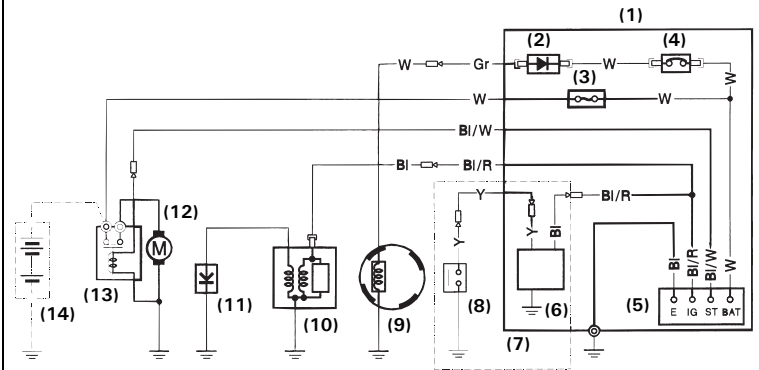 (1)
(2)
(4)
W Gr W
(3)
W
W W
Bl/W
Bl Bl/R
Y
Bl/R
(12)
Y Bl
Y
M
Bl Bl/R Bl/W W
(13)
(14)
(11)
(10)
(9)
(8)
(6)
(5)
E IG ST BAT
(7)